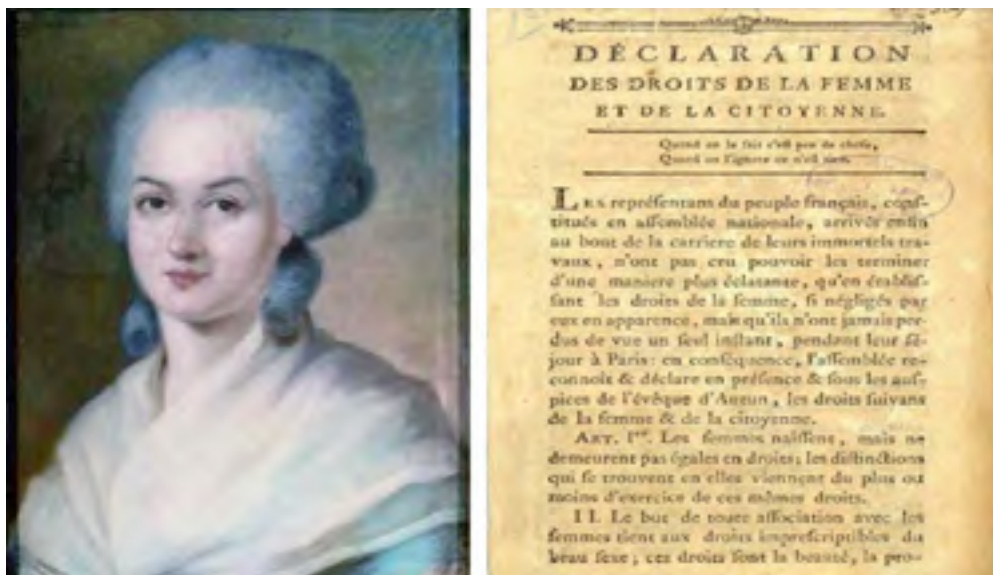 DÉCLARATION
DES DROITS DE LA FEMME
ET DE LA CITOYENNE.
Quand on le fait c'est peu de chose,
Quand on l'ignore on n'est rien.
LES représentans du peuple français, consf-
titués en assemblée nationale, arrivés enfin
au bout de la carriere de leurs immortels tra-
vaux, n'ont pas cru pouvoir les terminer
d'une maniere plus éclatante, qu'en établis-
sant les droits de la femme, si négligés par
eux en apparence, mais qu'ils n'ont jamais per-
dus de vue un seul instant, pendant leur sé-
jour à Paris: en conséquence, l'assemblée re-
connoît & déclare en présence & sous les aus-
pices de l'évêque d'Autun, les droits suivans
de la femme & de la citoyenne.
ART. Ier. Les femmes naissent, mais ne
demeurent pas égales en droits; les distinctions
qui se trouvent en elles viennent du plus ou
moins d'exercice de ces mêmes droits.
II. Le but de toute association avec les
femmes tient aux droits imprescriptibles du
beau sexe; ces droits sont la beauté, la pro-